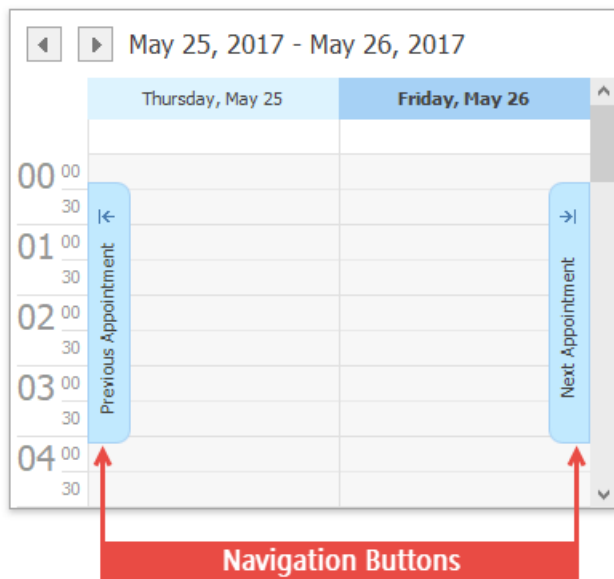 May 25, 2017 - May 26, 2017
Thursday, May 25
Friday, May 26
00 00
30
01 00
30
02 00
30
03 00
30
04 00
30
Previous Appointment
Next Appointment
Navigation Buttons